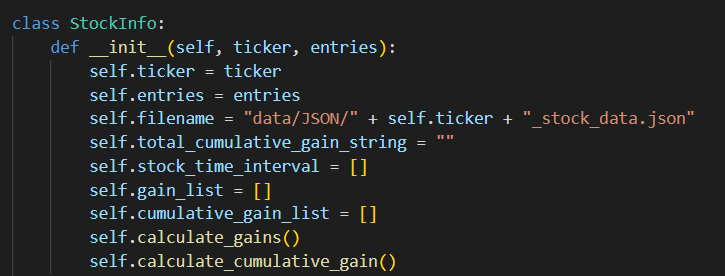 class StockInfo:
    def __init__(self, ticker, entries):
        self.ticker = ticker
        self.entries = entries
        self.filename = "data/JSON/" + self.ticker + "_stock_data.json"
        self.total_cumulative_gain_string = ""
        self.stock_time_interval = []
        self.gain_list = []
        self.cumulative_gain_list = []
        self.calculate_gains()
        self.calculate_cumulative_gain()